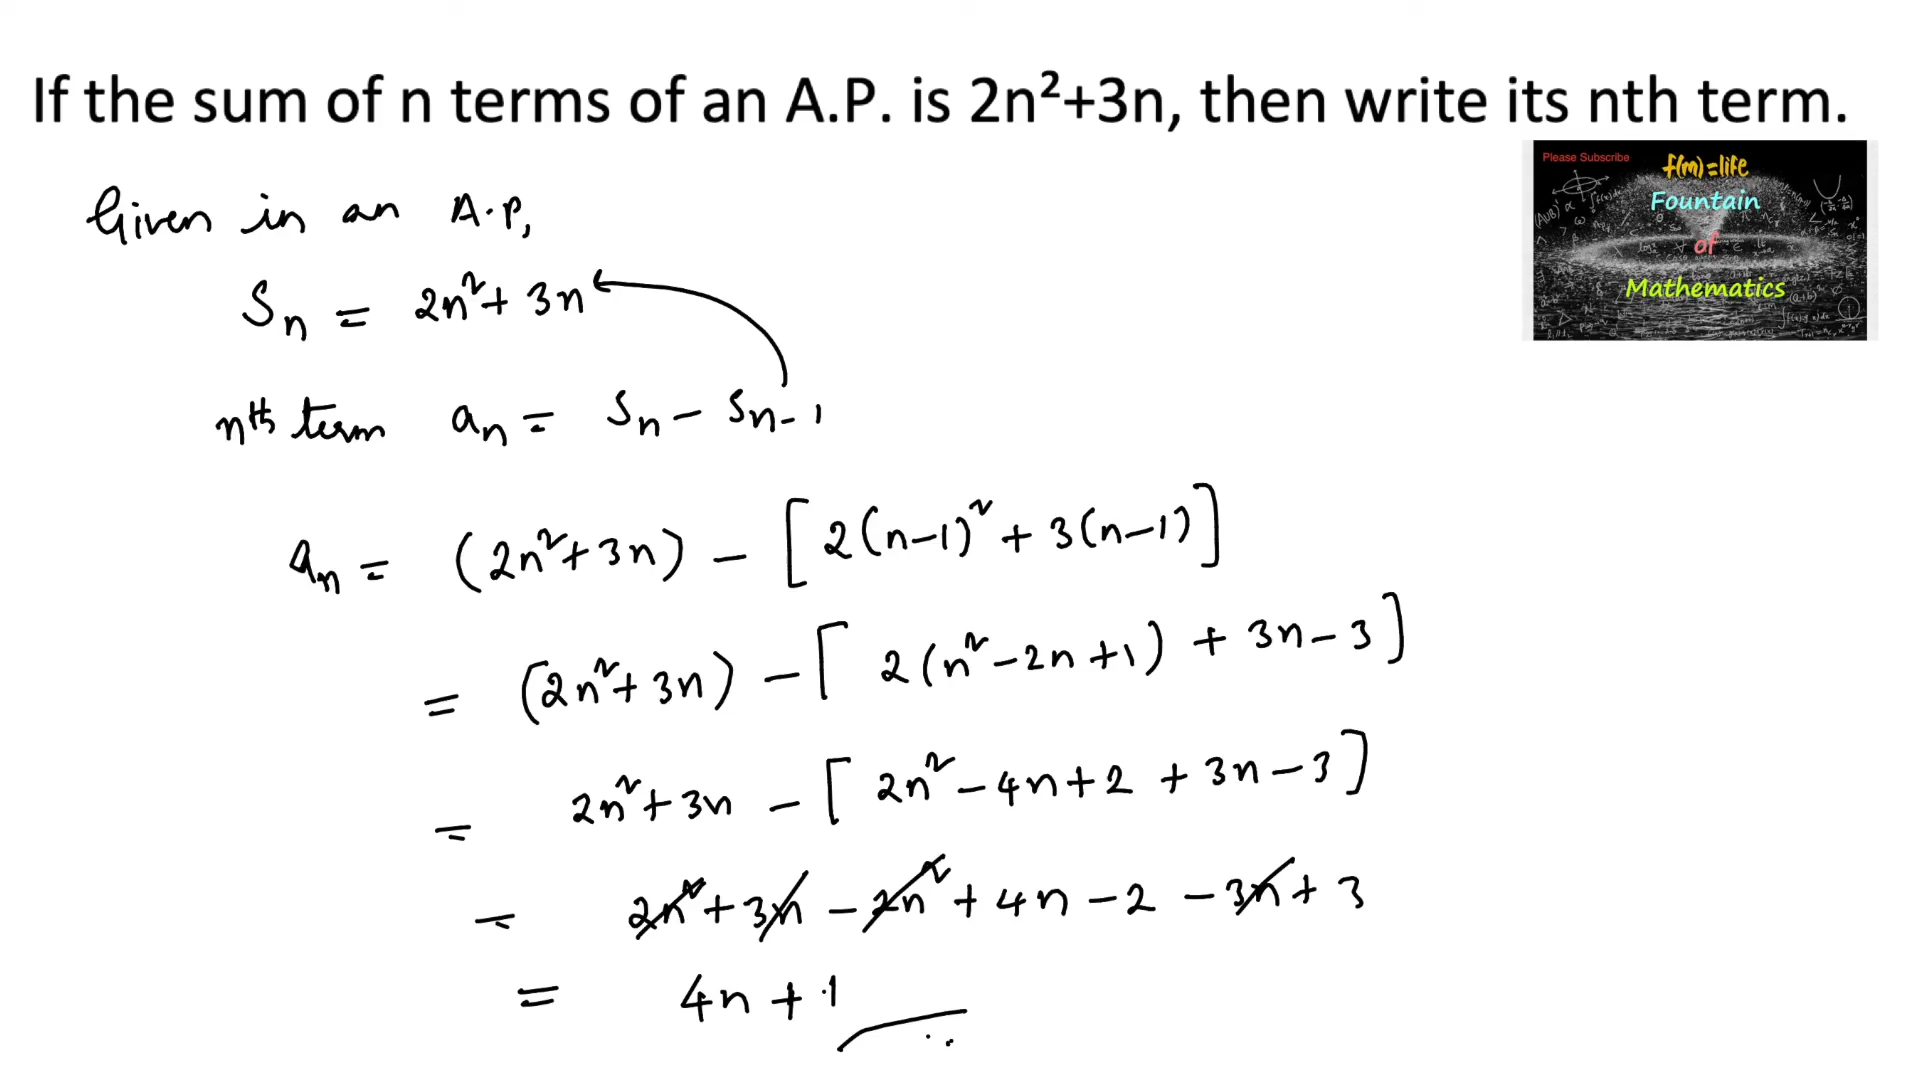 If the sum of n terms of an A.P. is 2n²+3n, then write its nth term.
Please Subscribe
f(m)=life
Fountain
of
Mathematics
Given in an A.P,
Sn = 2n²+ 3n
nth term an = Sn - Sn-1
an = (2n²+3n) - [2(n-1)² + 3(n-1)]
= (2n²+3n) - [2(n²-2n+1) + 3n-3]
= 2n²+3n - [2n²-4n+2 + 3n-3]
= 2n²+3n - 2n² + 4n - 2 - 3n + 3
= 4n + 1